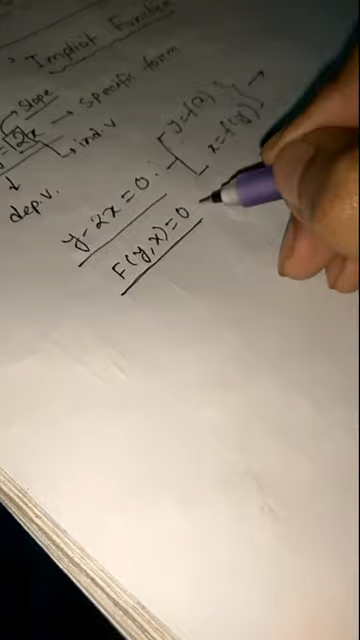 Implicit Function
slope
= 2x → specific form
ind v
dep.v.
y-2x=0.
y=f(x)
x=f(y)
F(y,x)=0